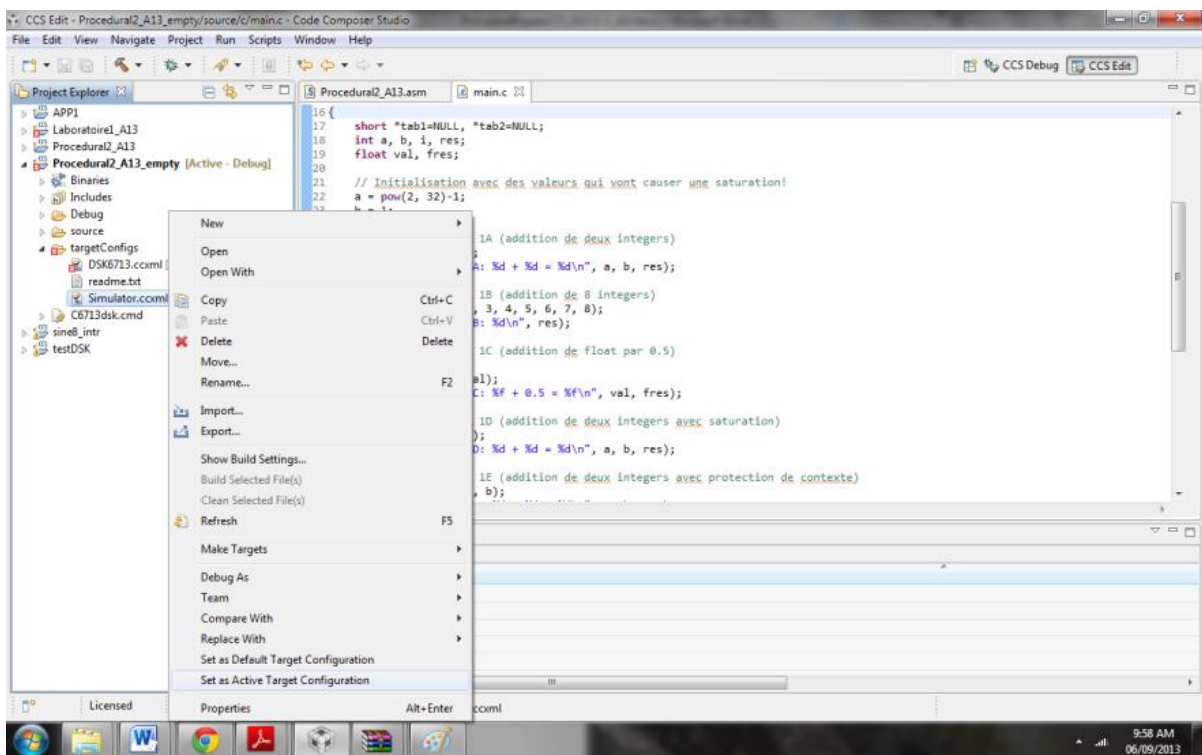 CCS Edit - Procedural2_A13_empty/source/c/main.c - Code Composer Studio
File Edit View Navigate Project Run Scripts Window Help
CCS Debug CCS Edit
Project Explorer
APP1
Laboratoire1_A13
Procedural2_A13
Procedural2_A13_empty [Active - Debug]
Binaries
Includes
Debug
source
targetConfigs
DSK6713.ccxml [
readme.txt
Simulator.ccxml
C6713dsk.cmd
sine8_intr
testDSK
Procedural2_A13.asm main.c
16 {
17 short *tab1=NULL, *tab2=NULL;
18 int a, b, i, res;
19 float val, fres;
20
21 // Initialisation avec des valeurs qui vont causer une saturation!
22 a = pow(2, 32)-1;
1A (addition de deux integers)
;
A: %d + %d = %d\n", a, b, res);
1B (addition de 8 integers)
, 3, 4, 5, 6, 7, 8);
B: %d\n", res);
1C (addition de float par 0.5)
al);
C: %f + 0.5 = %f\n", val, fres);
1D (addition de deux integers avec saturation)
);
D: %d + %d = %d\n", a, b, res);
1E (addition de deux integers avec protection de contexte)
, b);
New
Open
Open With
Copy Ctrl+C
Paste Ctrl+V
Delete Delete
Move...
Rename... F2
Import...
Export...
Show Build Settings...
Build Selected File(s)
Clean Selected File(s)
Refresh F5
Make Targets
Debug As
Team
Compare With
Replace With
Set as Default Target Configuration
Set as Active Target Configuration
Properties Alt+Enter
Licensed
ccxml
9:58 AM
06/09/2013